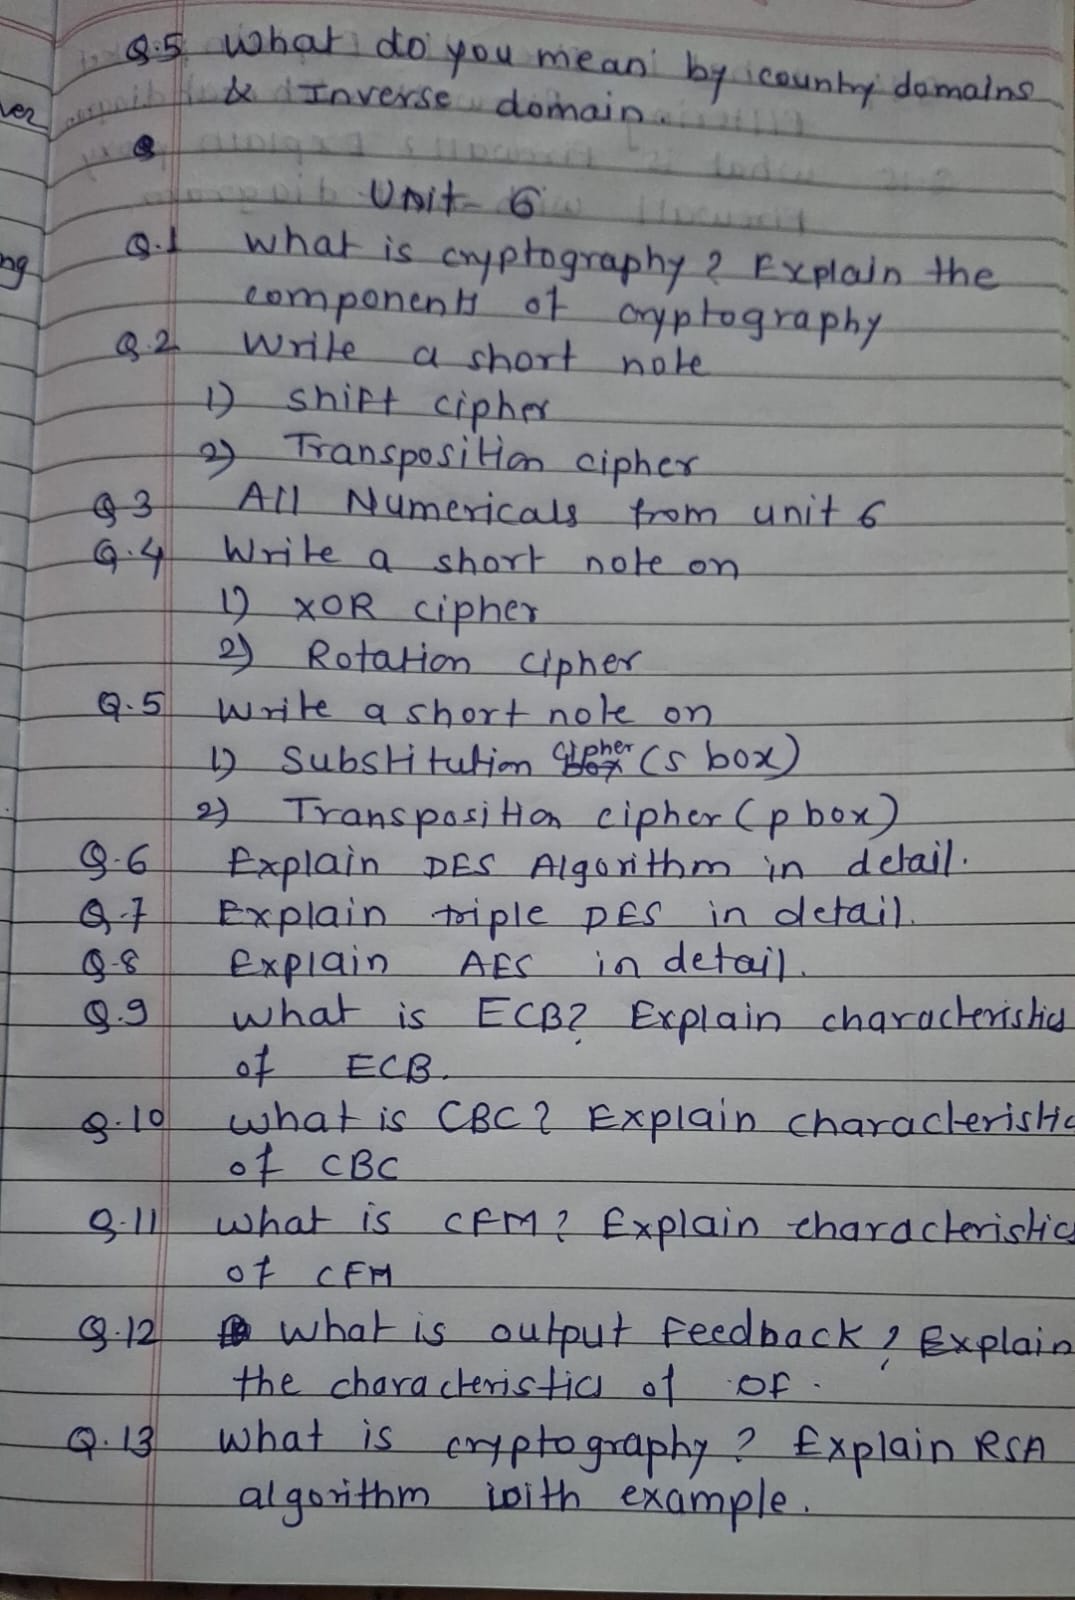 Q.5 What do you mean by country domains
& Inverse domain.
Q
Unit - 6
Q.1 What is cryptography? Explain the
components of cryptography
Q.2 Write a short note
1) shift cipher
2) Transposition cipher
Q 3 All Numericals from unit 6
Q.4 Write a short note on
1) XOR cipher
2) Rotation cipher
Q.5 Write a short note on
1) Substitution cipher (s box)
2) Transposition cipher (p box)
Q.6 Explain DES Algorithm in detail.
Q.7 Explain triple DES in detail.
Q.8 Explain AES in detail.
Q.9 What is ECB? Explain characteristics
of ECB.
Q.10 What is CBC? Explain characteristic
of CBC
Q.11 What is CFM? Explain characteristics
of CFM
Q.12 What is output Feedback? Explain
the characteristics of OF.
Q.13 What is cryptography? Explain RSA
algorithm with example.